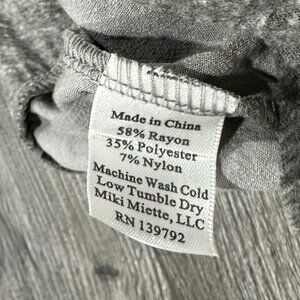 Made in China
58% Rayon
35% Polyester
7% Nylon
Machine Wash Cold
Low Tumble Dry
Miki Miette, LLC
RN 139792